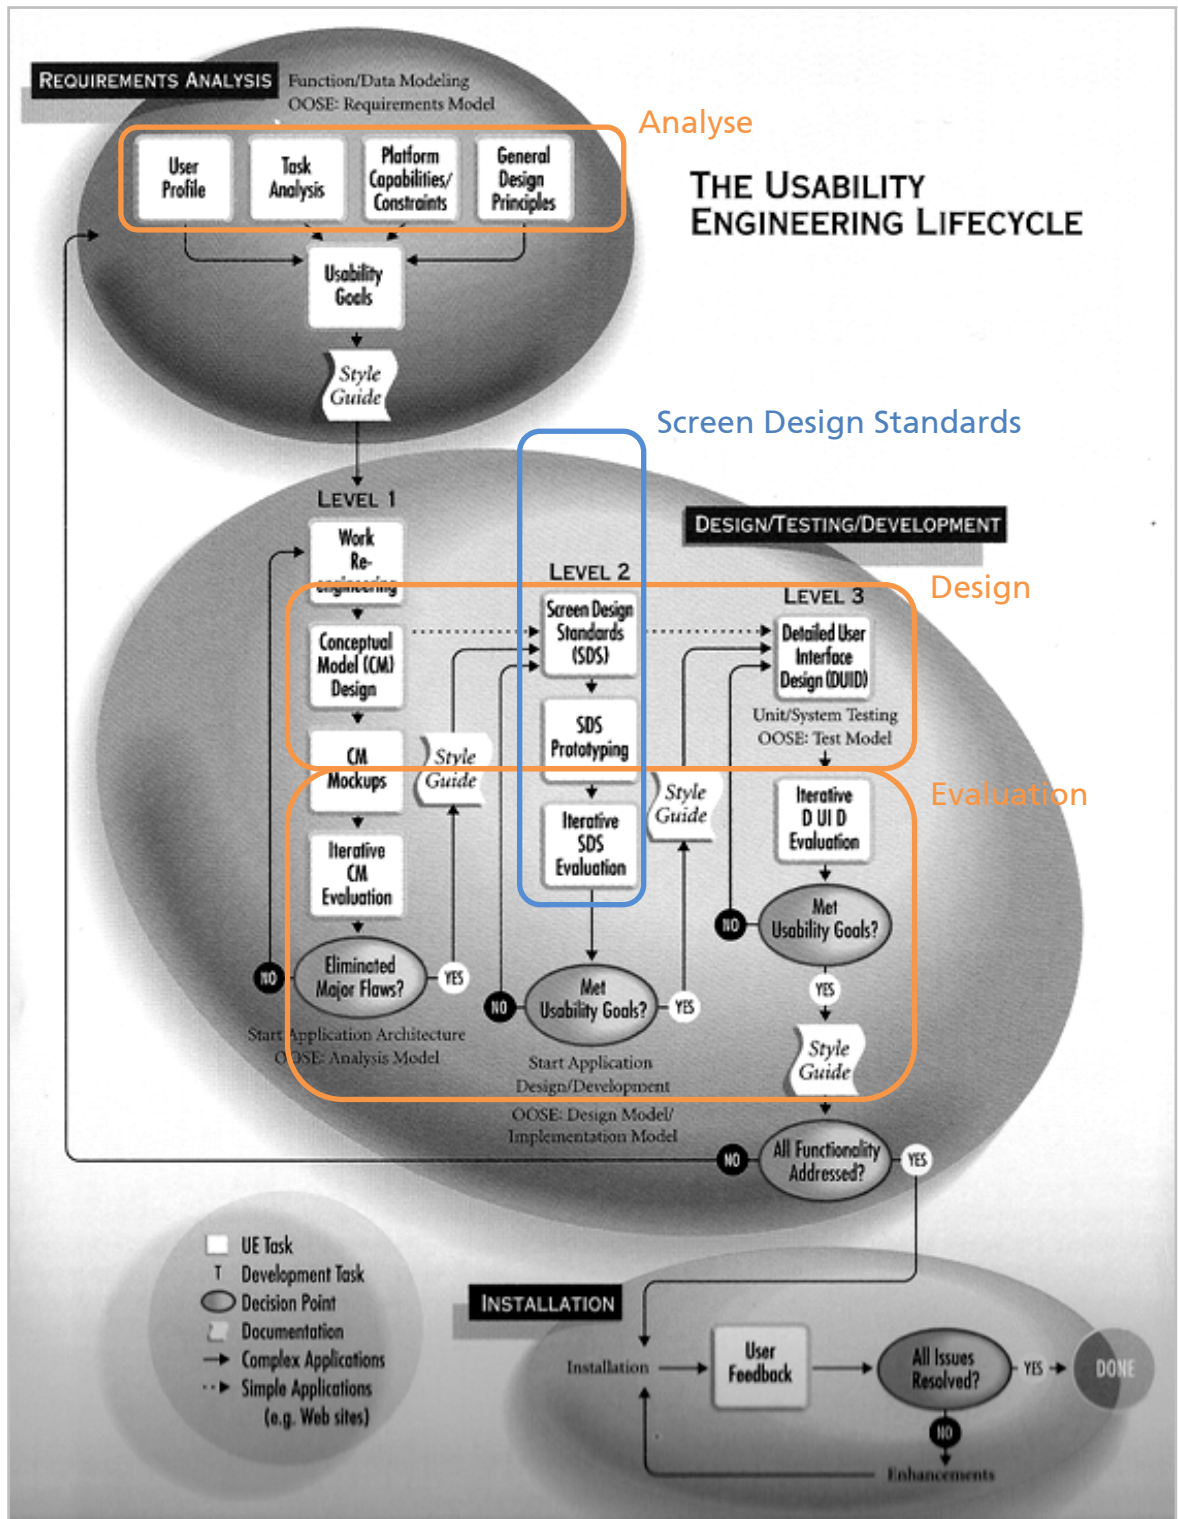 REQUIREMENTS ANALYSIS
Function/Data Modeling
OOSE: Requirements Model
Analyse
User
Profile
Task
Analysis
Platform
Capabilities/
Constraints
General
Design
Principles
THE USABILITY
ENGINEERING LIFECYCLE
Usability
Goals
Style
Guide
Screen Design Standards
LEVEL 1
DESIGN/TESTING/DEVELOPMENT
Work
Re-
engineering
LEVEL 2
Design
LEVEL 3
Conceptual
Model (CM)
Design
Screen Design
Standards
(SDS)
Detailed User
Interface
Design (DUID)
Unit/System Testing
OOSE: Test Model
CM
Mockups
Style
Guide
SDS
Prototyping
Style
Guide
Evaluation
Iterative
D UI D
Evaluation
Iterative
CM
Evaluation
Iterative
SDS
Evaluation
Met
Usability Goals?
NO
Eliminated
Major Flaws?
NO
YES
Met
Usability Goals?
NO
YES
YES
Start Application Architecture
OOSE: Analysis Model
Start Application
Design/Development
OOSE: Design Model/
Implementation Model
Style
Guide
All Functionality
Addressed?
NO
YES
UE Task
T Development Task
Decision Point
Documentation
Complex Applications
Simple Applications
(e.g. Web sites)
INSTALLATION
Installation
User
Feedback
All Issues
Resolved?
YES
DONE
NO
Enhancements